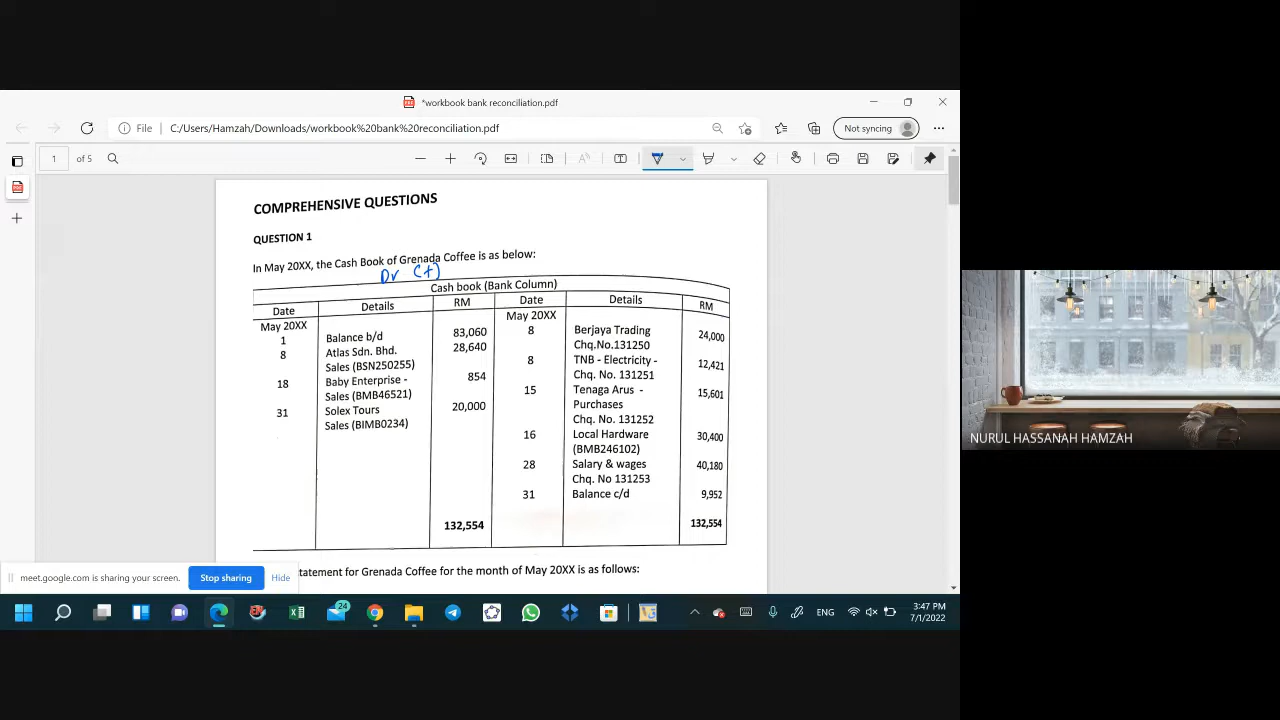 *workbook bank reconciliation.pdf
File C:/Users/Hamzah/Downloads/workbook%20bank%20reconciliation.pdf Not syncing
1 of 5
COMPREHENSIVE QUESTIONS
QUESTION 1
In May 20XX, the Cash Book of Grenada Coffee is as below:
Dr (+)
Cash book (Bank Column)
Date Details RM Date Details RM
May 20XX May 20XX
1 Balance b/d 83,060 8 Berjaya Trading 24,000
8 Atlas Sdn. Bhd. 28,640 Chq.No.131250
Sales (BSN250255) 8 TNB - Electricity - 12,421
18 Baby Enterprise - 854 Chq. No. 131251
Sales (BMB46521) 15 Tenaga Arus - 15,601
31 Solex Tours 20,000 Purchases
Sales (BIMB0234) Chq. No. 131252
16 Local Hardware 30,400
(BMB246102)
28 Salary & wages 40,180
Chq. No 131253
31 Balance c/d 9,952
132,554 132,554
tatement for Grenada Coffee for the month of May 20XX is as follows:
meet.google.com is sharing your screen. Stop sharing Hide
NURUL HASSANAH HAMZAH
24
ENG
3:47 PM
7/1/2022